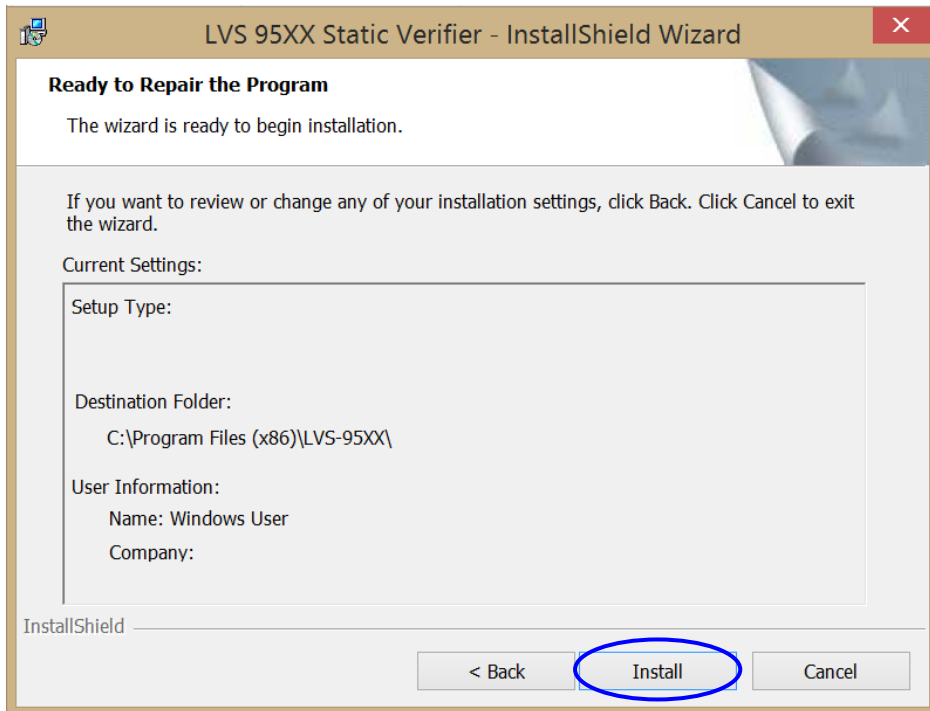 LVS 95XX Static Verifier - InstallShield Wizard
Ready to Repair the Program
The wizard is ready to begin installation.
If you want to review or change any of your installation settings, click Back. Click Cancel to exit
the wizard.
Current Settings:
Setup Type:
Destination Folder:
C:\Program Files (x86)\LVS-95XX\
User Information:
Name: Windows User
Company:
InstallShield
< Back Install Cancel